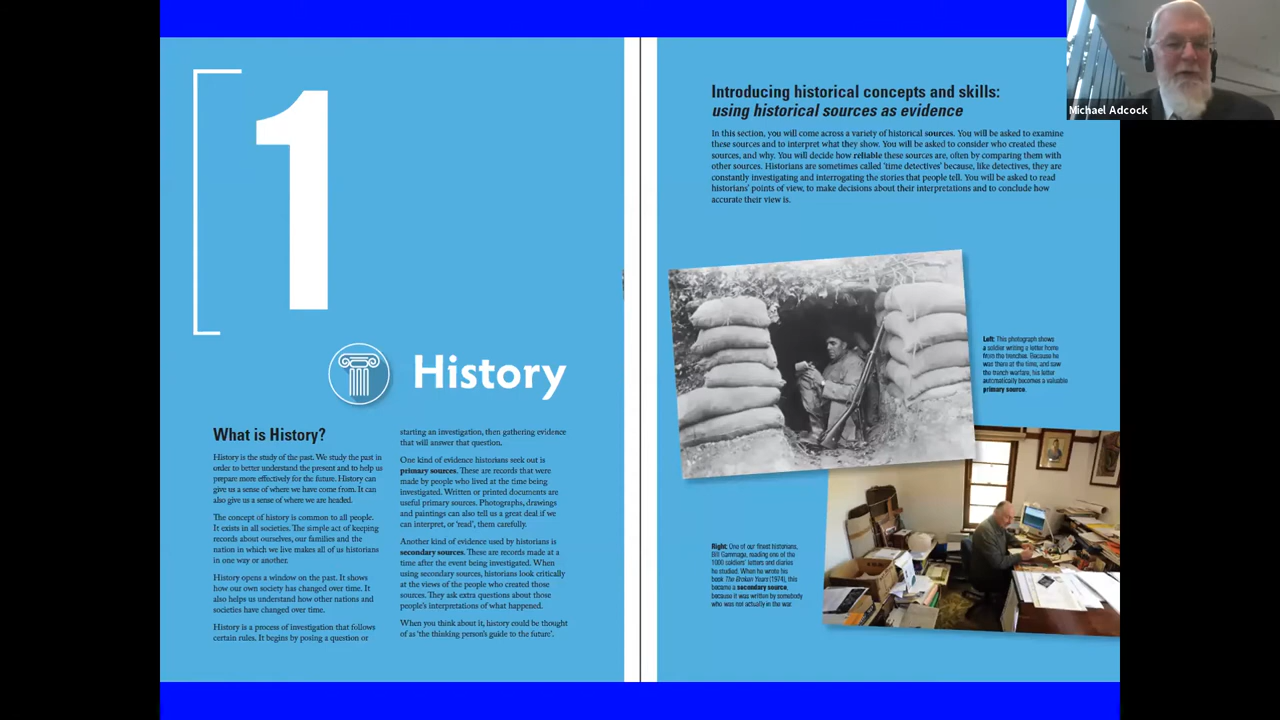 1
History
What is History?
History is the study of the past. We study the past in
order to better understand the present and to help us
prepare more effectively for the future. History can
give us a sense of where we have come from. It can
also give us a sense of where we are headed.
The concept of history is common to all people.
It exists in all societies. The simple act of keeping
records about ourselves, our families and the
nation in which we live makes all of us historians
in one way or another.
History opens a window on the past. It shows
how our own society has changed over time. It
also helps us understand how other nations and
societies have changed over time.
History is a process of investigation that follows
certain rules. It begins by posing a question or
starting an investigation, then gathering evidence
that will answer that question.
One kind of evidence historians seek out is
primary sources. These are records that were
made by people who lived at the time being
investigated. Written or printed documents are
useful primary sources. Photographs, drawings
and paintings can also tell us a great deal if we
can interpret, or 'read', them carefully.
Another kind of evidence used by historians is
secondary sources. These are records made at a
time after the event being investigated. When
using secondary sources, historians look critically
at the views of the people who created those
sources. They ask extra questions about those
people's interpretations of what happened.
When you think about it, history could be thought
of as 'the thinking person's guide to the future'.
Introducing historical concepts and skills:
using historical sources as evidence
In this section, you will come across a variety of historical sources. You will be asked to examine
these sources and to interpret what they show. You will be asked to consider who created these
sources, and why. You will decide how reliable these sources are, often by comparing them with
other sources. Historians are sometimes called 'time detectives' because, like detectives, they are
constantly investigating and interrogating the stories that people tell. You will be asked to read
historians' points of view, to make decisions about their interpretations and to conclude how
accurate their view is.
Left: This photograph shows
a soldier writing a letter home
from the trenches. Because he
was there at the time, and saw
the trench warfare, his letter
automatically becomes a valuable
primary source.
Right: One of our finest historians,
Bill Gammage, reading one of the
1000 soldiers' letters and diaries
he studied. When he wrote his
book The Broken Years (1974), this
became a secondary source,
because it was written by somebody
who was not actually in the war.
Michael Adcock